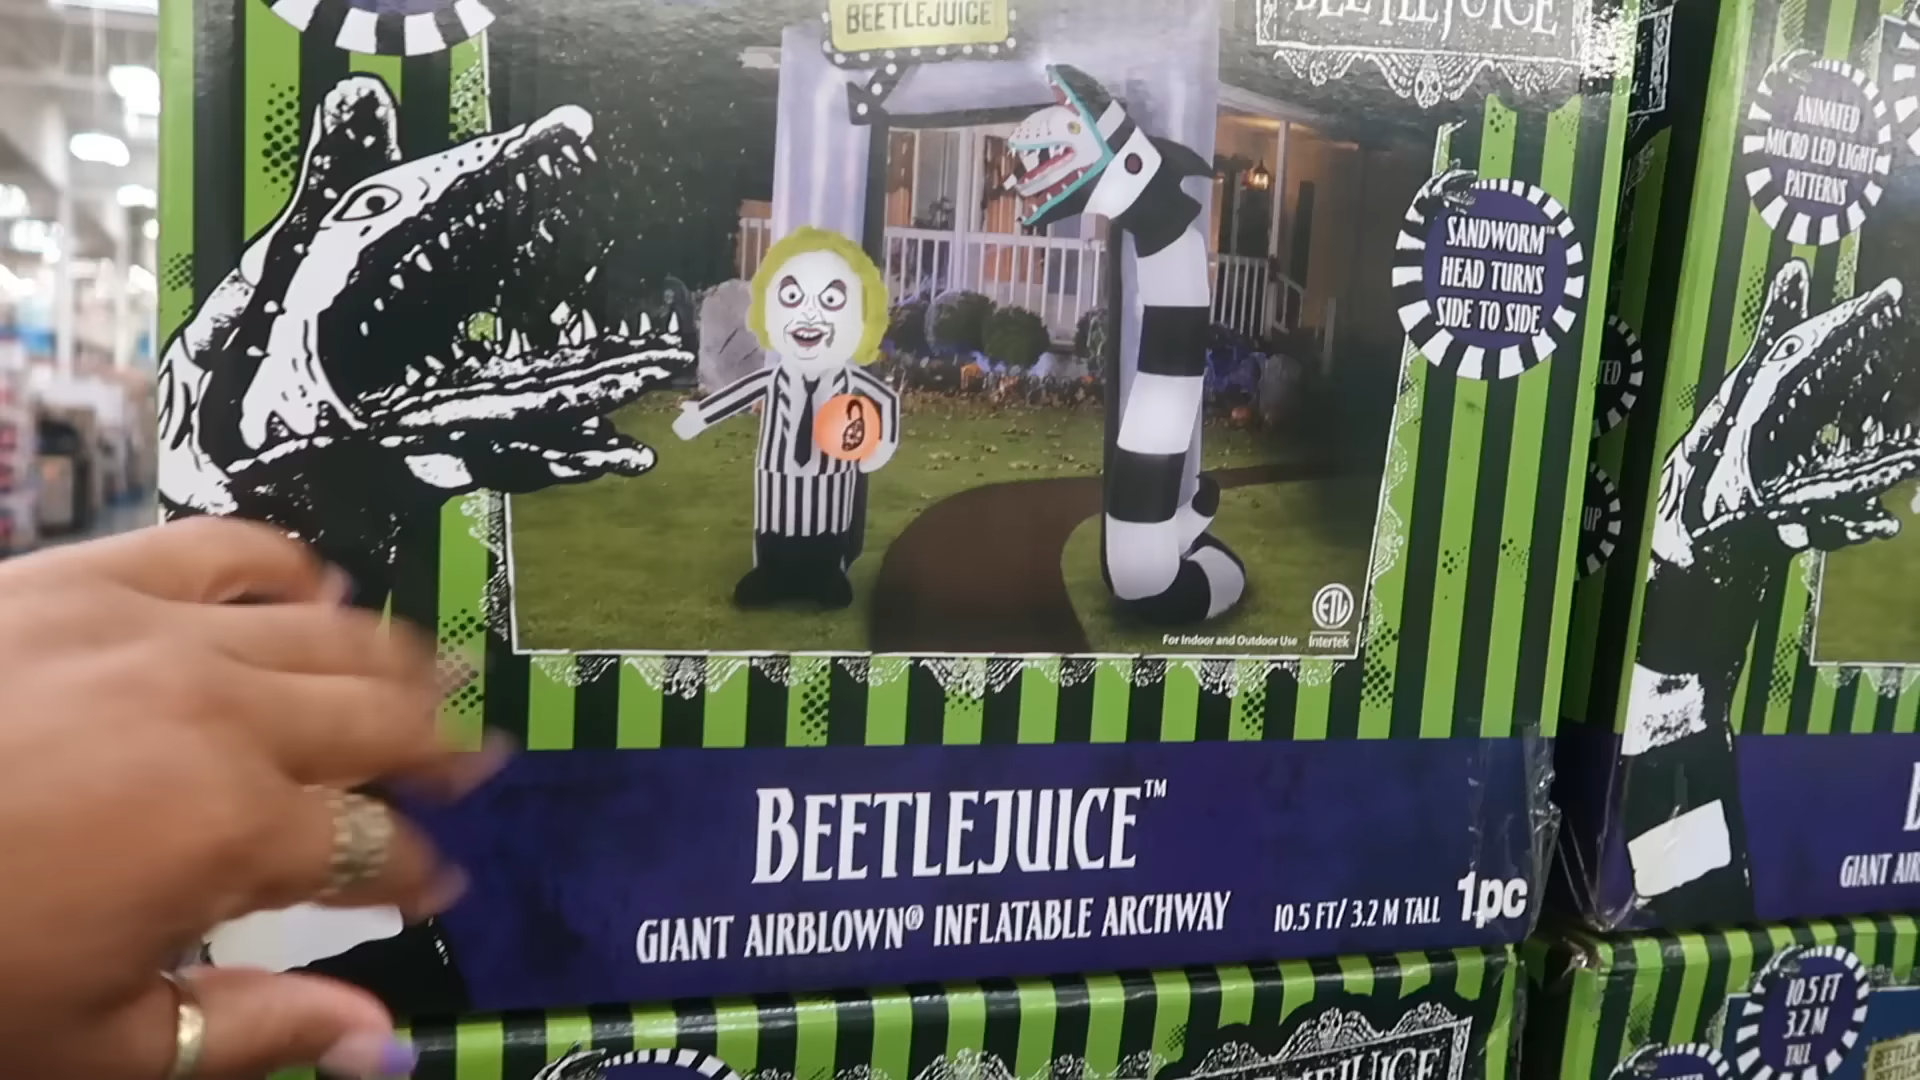 BEETLEJUICE
BEETLEJUICE
SANDWORM™
HEAD TURNS
SIDE TO SIDE
ETL
For Indoor and Outdoor Use
Intertek
BEETLEJUICE™
GIANT AIRBLOWN® INFLATABLE ARCHWAY
10.5 FT/ 3.2 M TALL
1pc
ANIMATED
MICRO LED LIGHT
PATTERNS
UP
GIANT
10.5 FT
3.2 M
TALL